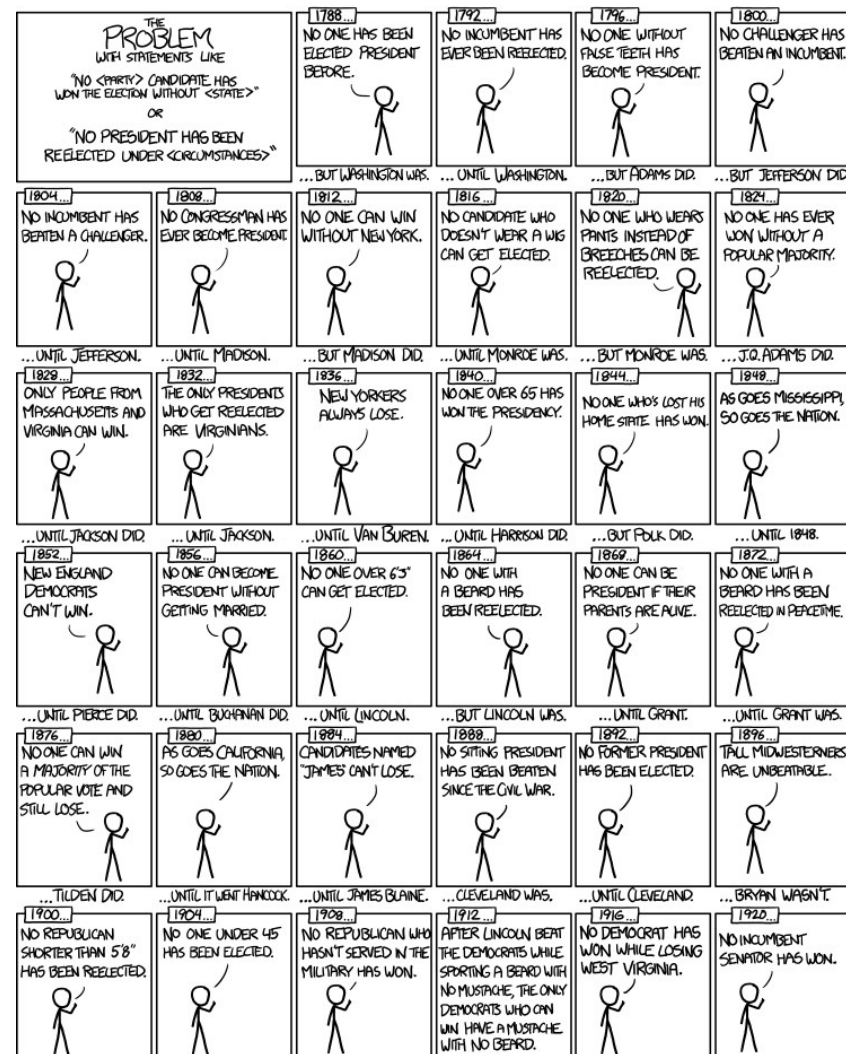 THE
PROBLEM
WITH STATEMENTS LIKE
"NO <PARTY> CANDIDATE HAS
WON THE ELECTION WITHOUT <STATE>"
OR
"NO PRESIDENT HAS BEEN
REELECTED UNDER <CIRCUMSTANCES>"
1788...
NO ONE HAS BEEN
ELECTED PRESIDENT
BEFORE.
...BUT WASHINGTON WAS.
1792...
NO INCUMBENT HAS
EVER BEEN REELECTED.
...UNTIL WASHINGTON.
1796...
NO ONE WITHOUT
FALSE TEETH HAS
BECOME PRESIDENT.
...BUT ADAMS DID.
1800...
NO CHALLENGER HAS
BEATEN AN INCUMBENT.
...BUT JEFFERSON DID.
1804...
NO INCUMBENT HAS
BEATEN A CHALLENGER.
...UNTIL JEFFERSON.
1808...
NO CONGRESSMAN HAS
EVER BECOME PRESIDENT.
...UNTIL MADISON.
1812...
NO ONE CAN WIN
WITHOUT NEW YORK.
...BUT MADISON DID.
1816...
NO CANDIDATE WHO
DOESN'T WEAR A WIG
CAN GET ELECTED.
...UNTIL MONROE WAS.
1820...
NO ONE WHO WEARS
PANTS INSTEAD OF
BREECHES CAN BE
REELECTED.
...BUT MONROE WAS.
1824...
NO ONE HAS EVER
WON WITHOUT A
POPULAR MAJORITY.
...J.Q. ADAMS DID.
1828...
ONLY PEOPLE FROM
MASSACHUSETTS AND
VIRGINIA CAN WIN.
...UNTIL JACKSON DID.
1832...
THE ONLY PRESIDENTS
WHO GET REELECTED
ARE VIRGINIANS.
...UNTIL JACKSON.
1836...
NEW YORKERS
ALWAYS LOSE.
...UNTIL VAN BUREN.
1840...
NO ONE OVER 65 HAS
WON THE PRESIDENCY.
...UNTIL HARRISON DID.
1844...
NO ONE WHO'S LOST HIS
HOME STATE HAS WON.
...BUT POLK DID.
1848...
AS GOES MISSISSIPPI,
SO GOES THE NATION.
...UNTIL 1848.
1852...
NEW ENGLAND
DEMOCRATS
CAN'T WIN.
...UNTIL PIERCE DID.
1856...
NO ONE CAN BECOME
PRESIDENT WITHOUT
GETTING MARRIED.
...UNTIL BUCHANAN DID.
1860...
NO ONE OVER 6'3"
CAN GET ELECTED.
...UNTIL LINCOLN.
1864...
NO ONE WITH
A BEARD HAS
BEEN REELECTED.
...BUT LINCOLN WAS.
1868...
NO ONE CAN BE
PRESIDENT IF THEIR
PARENTS ARE ALIVE.
...UNTIL GRANT.
1872...
NO ONE WITH A
BEARD HAS BEEN
REELECTED IN PEACETIME.
...UNTIL GRANT WAS.
1876...
NO ONE CAN WIN
A MAJORITY OF THE
POPULAR VOTE AND
STILL LOSE.
...TILDEN DID.
1880...
AS GOES CALIFORNIA,
SO GOES THE NATION.
...UNTIL IT WENT HANCOCK.
1884...
CANDIDATES NAMED
"JAMES" CAN'T LOSE.
...UNTIL JAMES BLAINE.
1888...
NO SITTING PRESIDENT
HAS BEEN BEATEN
SINCE THE CIVIL WAR.
...CLEVELAND WAS.
1892...
NO FORMER PRESIDENT
HAS BEEN ELECTED.
...UNTIL CLEVELAND.
1896...
TALL MIDWESTERNERS
ARE UNBEATABLE.
...BRYAN WASN'T.
1900...
NO REPUBLICAN
SHORTER THAN 5'8"
HAS BEEN REELECTED.
1904...
NO ONE UNDER 45
HAS BEEN ELECTED.
1908...
NO REPUBLICAN WHO
HASN'T SERVED IN THE
MILITARY HAS WON.
1912...
AFTER LINCOLN BEAT
THE DEMOCRATS WHILE
SPORTING A BEARD WITH
NO MUSTACHE, THE ONLY
DEMOCRATS WHO CAN
WIN HAVE A MUSTACHE
WITH NO BEARD.
1916...
NO DEMOCRAT HAS
WON WHILE LOSING
WEST VIRGINIA.
1920...
NO INCUMBENT
SENATOR HAS WON.